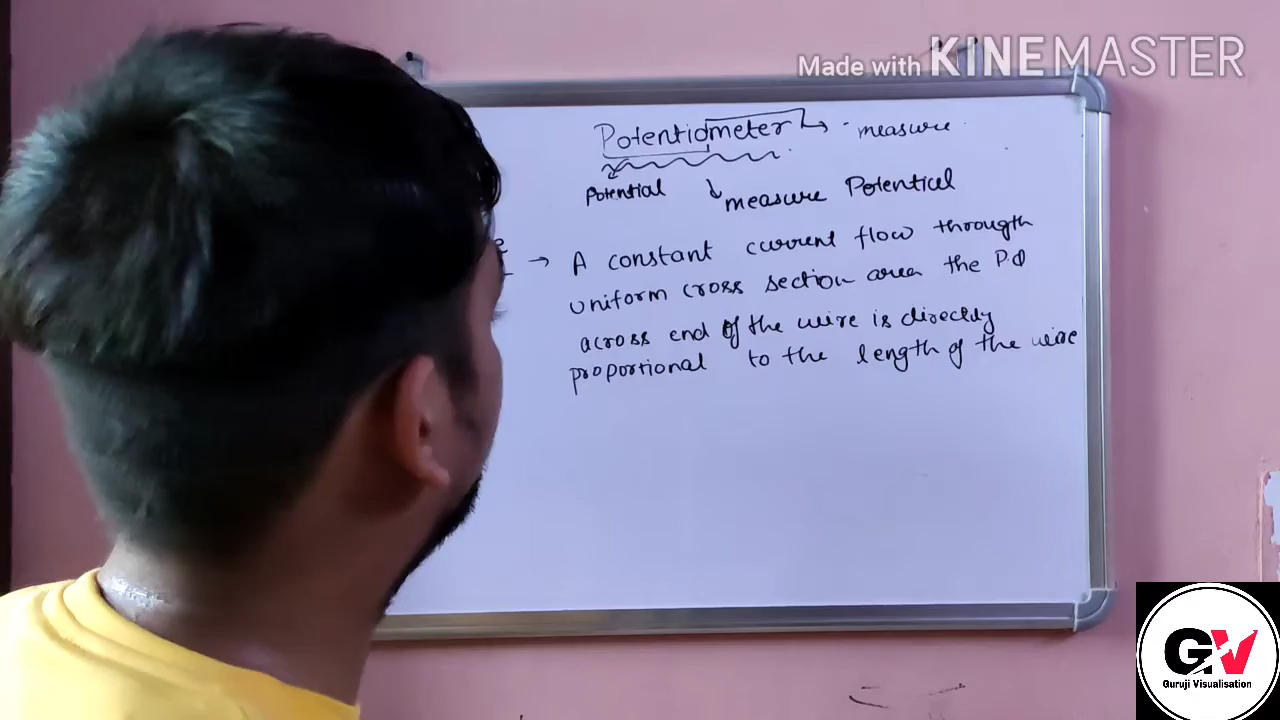 Made with KINEMASTER
Potentiometer → measure
Potential
measure Potential
→ A constant current flow through
uniform cross section area the P.D
across end of the wire is directly
proportional to the length of the wire
GV
Guruji Visualisation